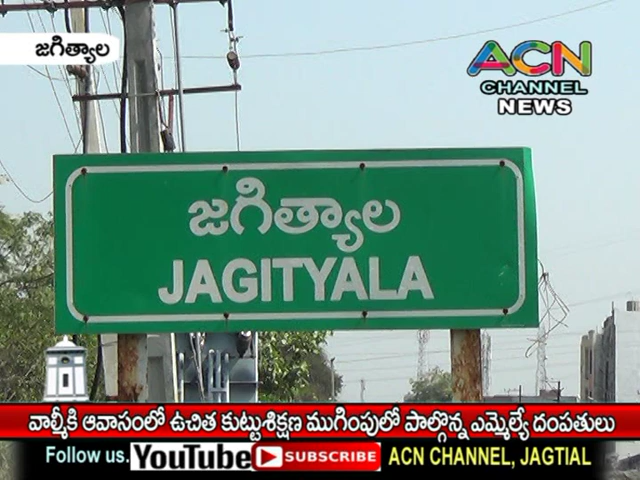 జగిత్యాల
ACN
CHANNEL
NEWS
జగిత్యాల
JAGITYALA
వాల్మీకి ఆవాసంలో ఉచిత కుట్టుశిక్షణ ముగింపులో పాల్గొన్న ఎమ్మెల్యే దంపతులు
Follow us. YouTube SUBSCRIBE ACN CHANNEL, JAGTIAL